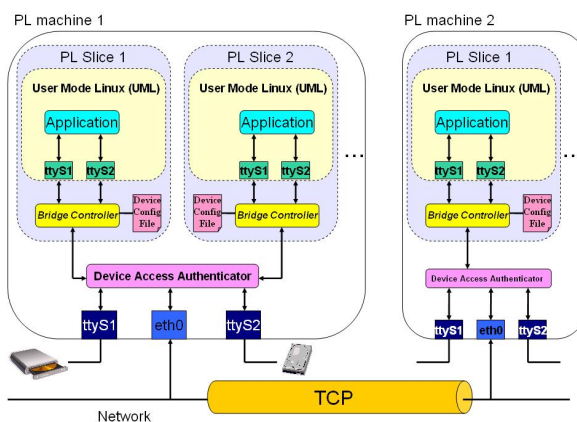 PL machine 1
PL machine 2
PL Slice 1
PL Slice 2
PL Slice 1
User Mode Linux (UML)
User Mode Linux (UML)
User Mode Linux (UML)
Application
Application
Application
ttyS1
ttyS2
ttyS1
ttyS2
ttyS1
ttyS2
...
...
Bridge Controller
Device
Config
File
Device
Config
File
Bridge Controller
Bridge Controller
Device
Config
File
Device Access Authenticator
Device Access Authenticator
ttyS1
eth0
ttyS2
ttyS1
eth0
ttyS2
TCP
Network